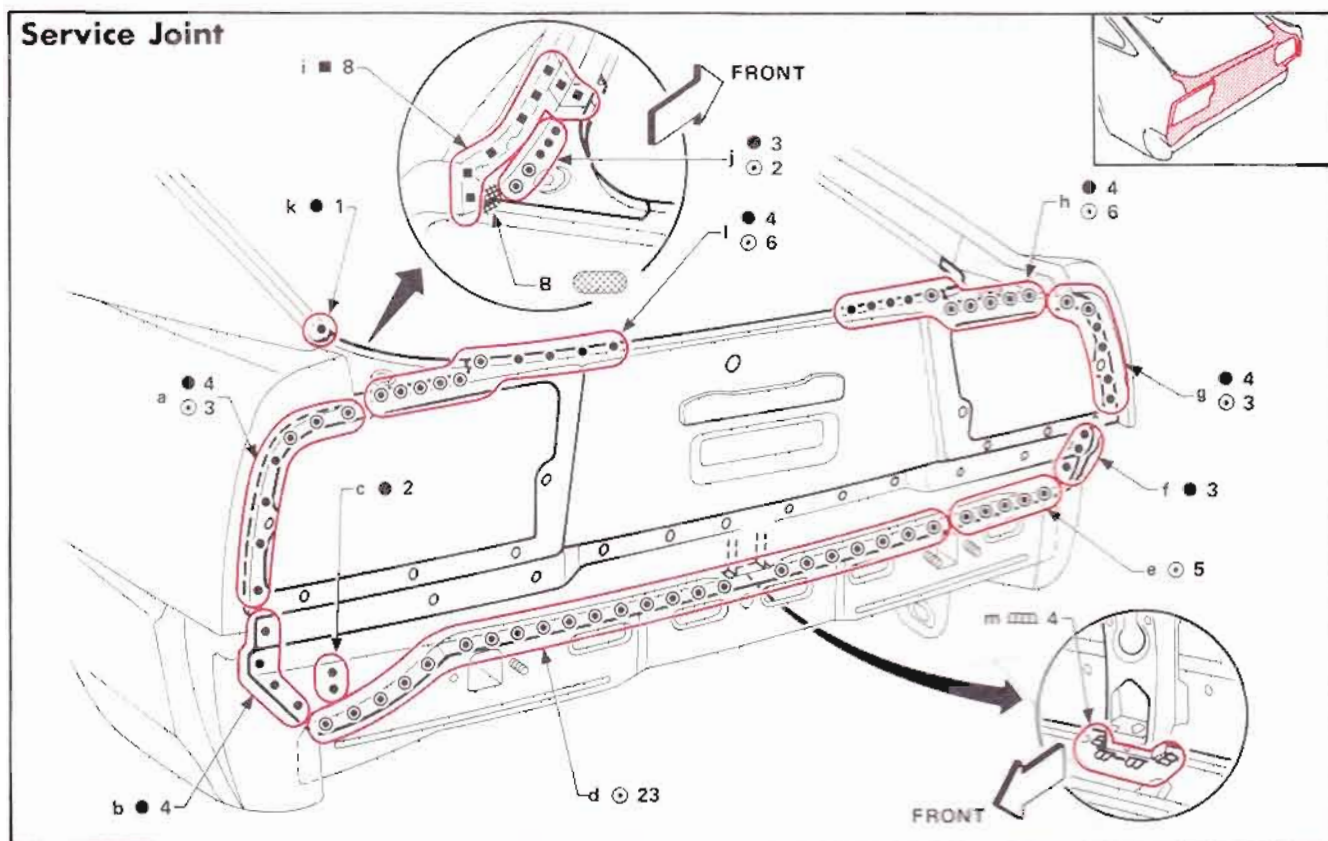 Service Joint
i ■ 8
FRONT
j ● 3
⊙ 2
k ● 1
l ● 4
⊙ 6
8
h ● 4
⊙ 6
a ● 4
⊙ 3
g ● 4
⊙ 3
c ● 2
f ● 3
e ⊙ 5
m 4
b ● 4
d ⊙ 23
FRONT